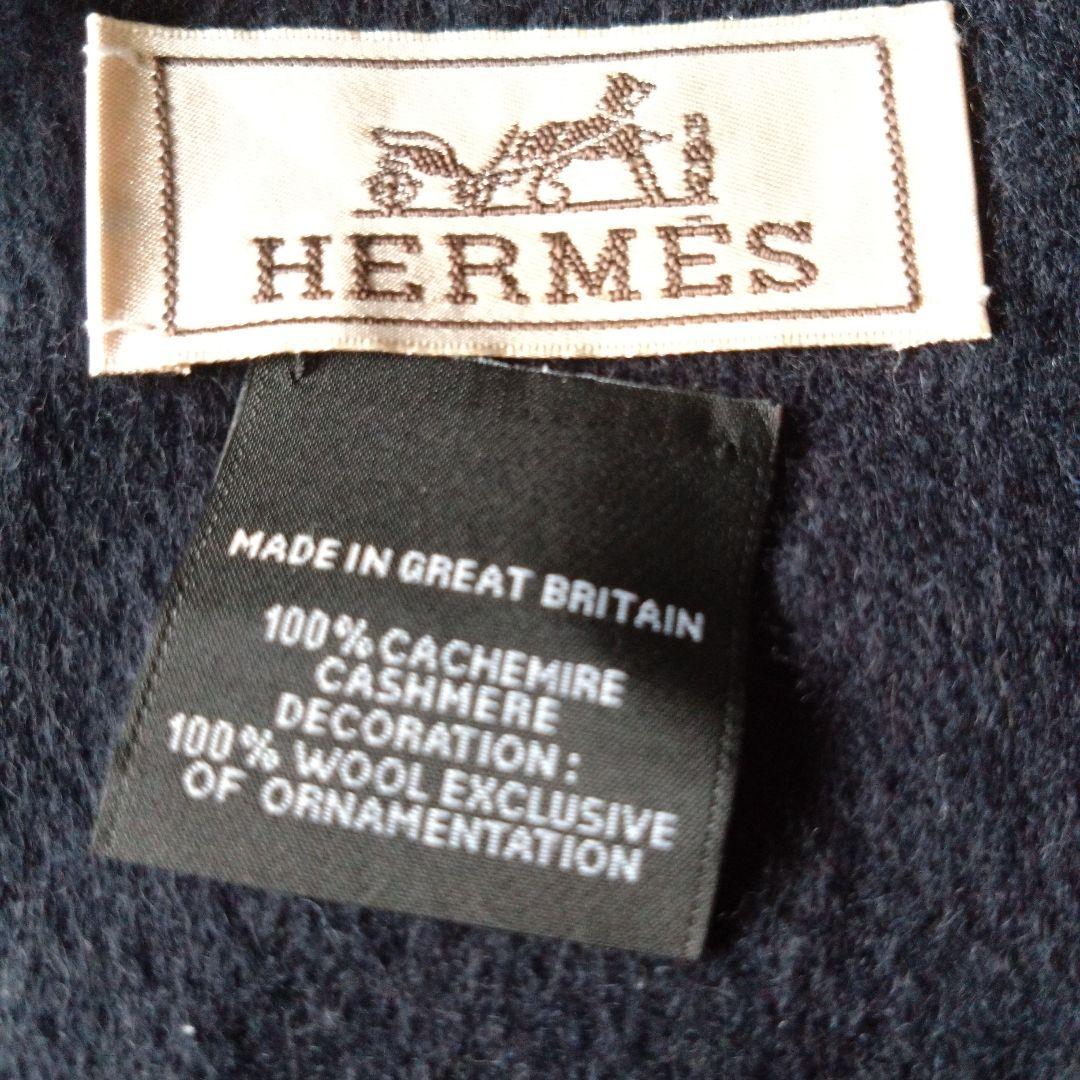 HERMÈS
MADE IN GREAT BRITAIN
100% CACHEMIRE
CASHMERE
DECORATION :
100% WOOL EXCLUSIVE
OF ORNAMENTATION